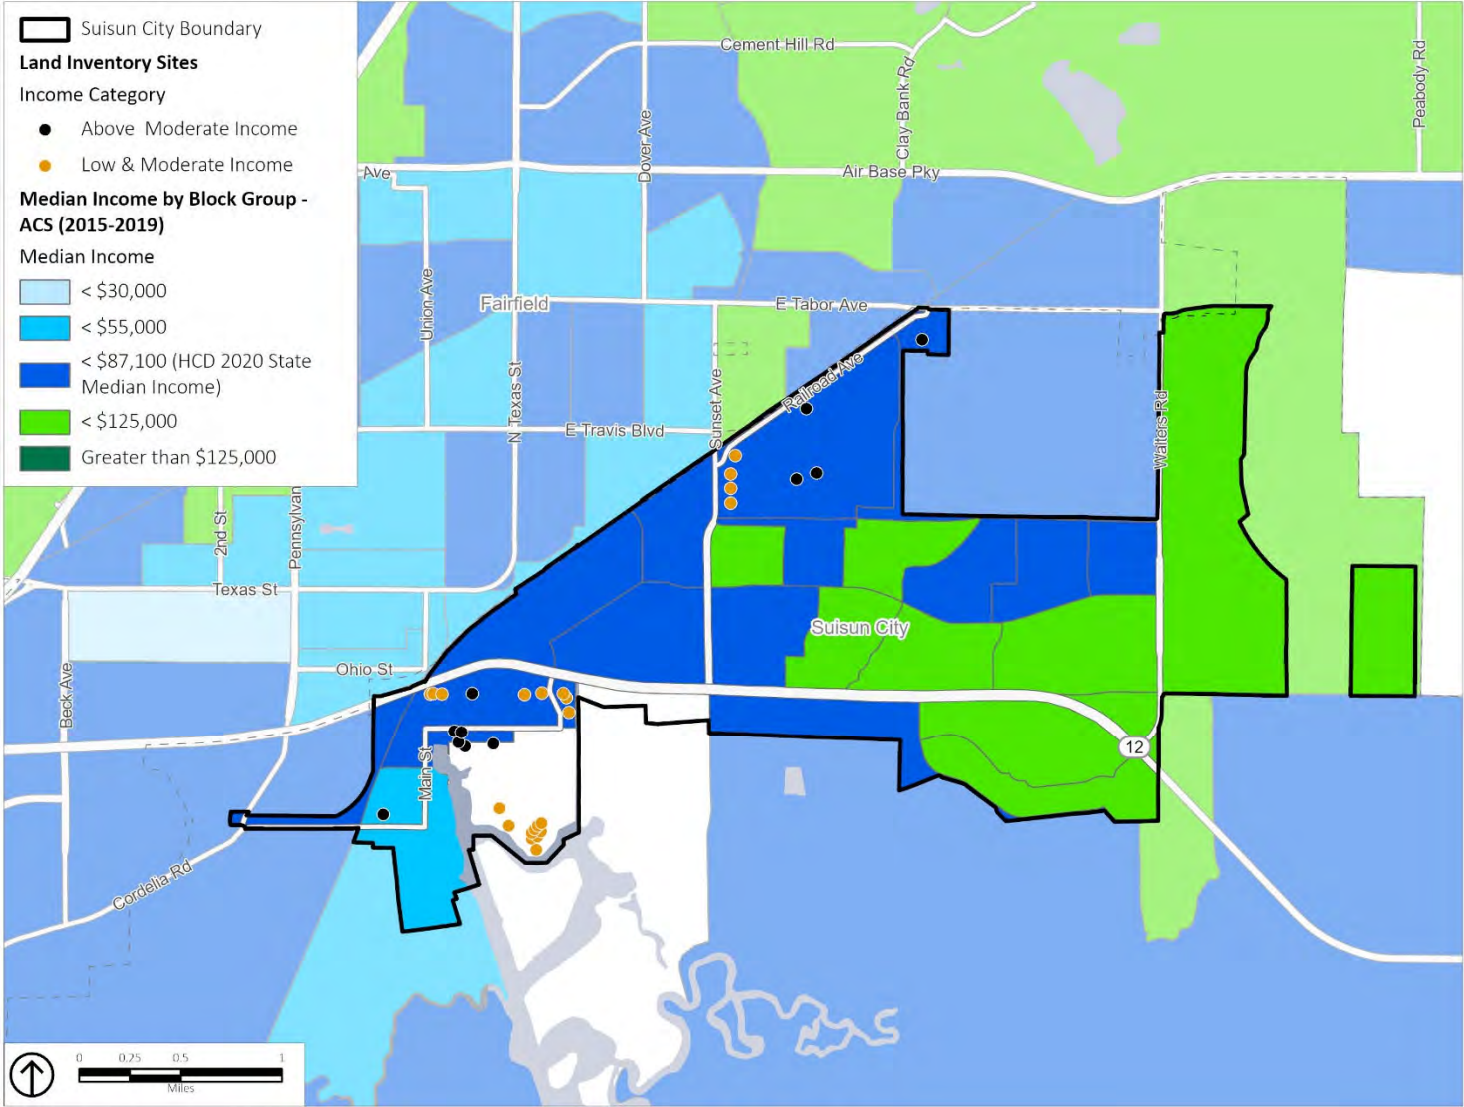 Suisun City Boundary
Land Inventory Sites
Income Category
Above Moderate Income
Low & Moderate Income
Median Income by Block Group -
ACS (2015-2019)
Median Income
< $30,000
< $55,000
< $87,100 (HCD 2020 State
Median Income)
< $125,000
Greater than $125,000
Cement Hill Rd
Clay Bank Rd
Peabody Rd
Dover Ave
Ave
Air Base Pky
Union Ave
Fairfield
E Tabor Ave
N Texas St
Sunset Ave
Railroad Ave
E Travis Blvd
Walters Rd
2nd St
Pennsylvan
Texas St
Suisun City
Ohio St
Beck Ave
Main St
12
Cordelia Rd
0 0.25 0.5 1
Miles